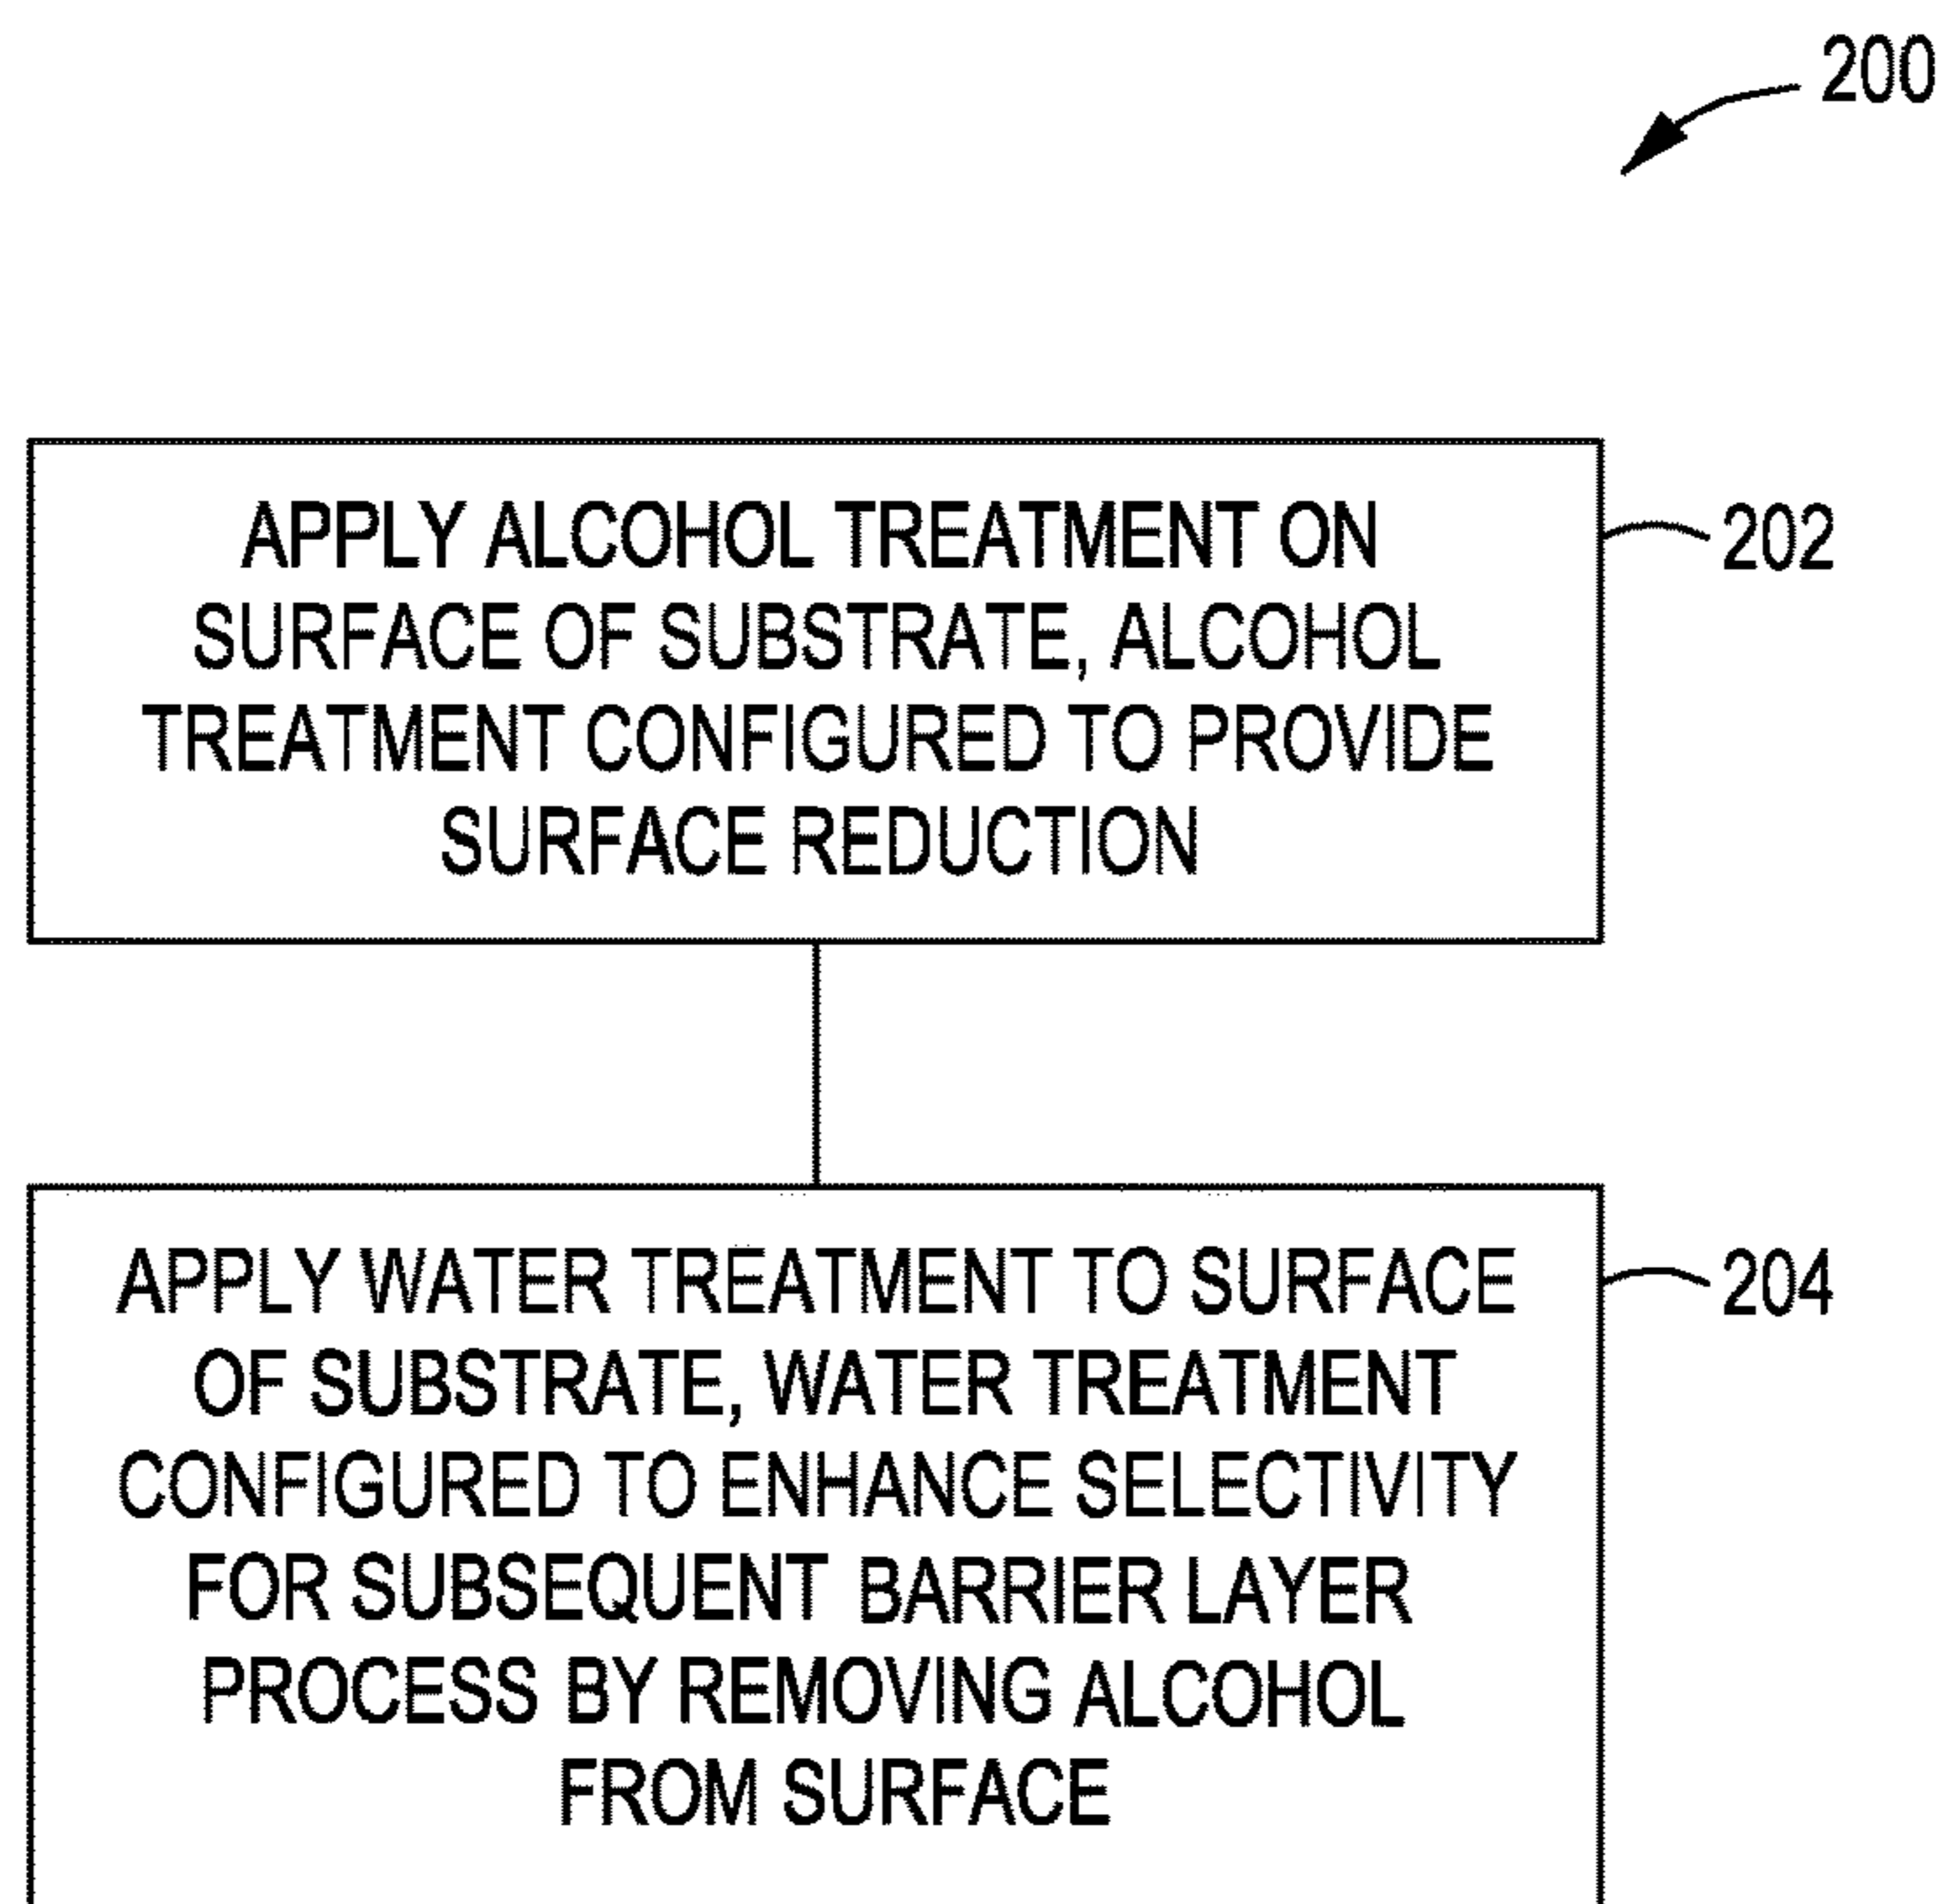 200
APPLY ALCOHOL TREATMENT ON
SURFACE OF SUBSTRATE, ALCOHOL
TREATMENT CONFIGURED TO PROVIDE
SURFACE REDUCTION
202
APPLY WATER TREATMENT TO SURFACE
OF SUBSTRATE, WATER TREATMENT
CONFIGURED TO ENHANCE SELECTIVITY
FOR SUBSEQUENT BARRIER LAYER
PROCESS BY REMOVING ALCOHOL
FROM SURFACE
204